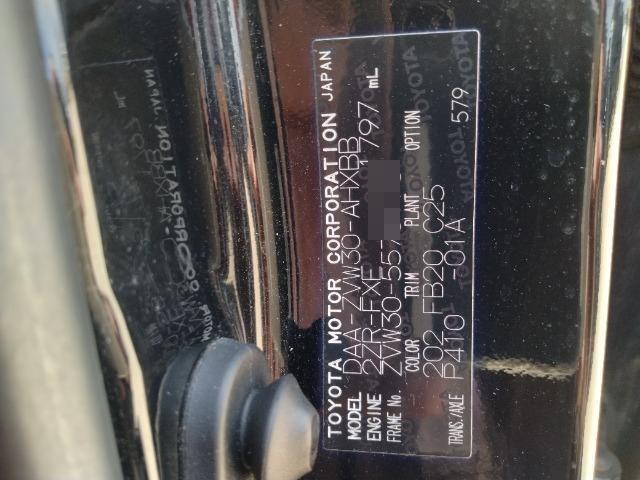 TOYOTA MOTOR CORPORATION JAPAN
MODEL DAA-ZVW30-AHXBB
ENGINE 2ZR-FXE 1797 mL
FRAME No. ZVW30-557
COLOR TRIM PLANT OPTION
202 FB20 C25
TRANS./AXLE P410 -01A 579